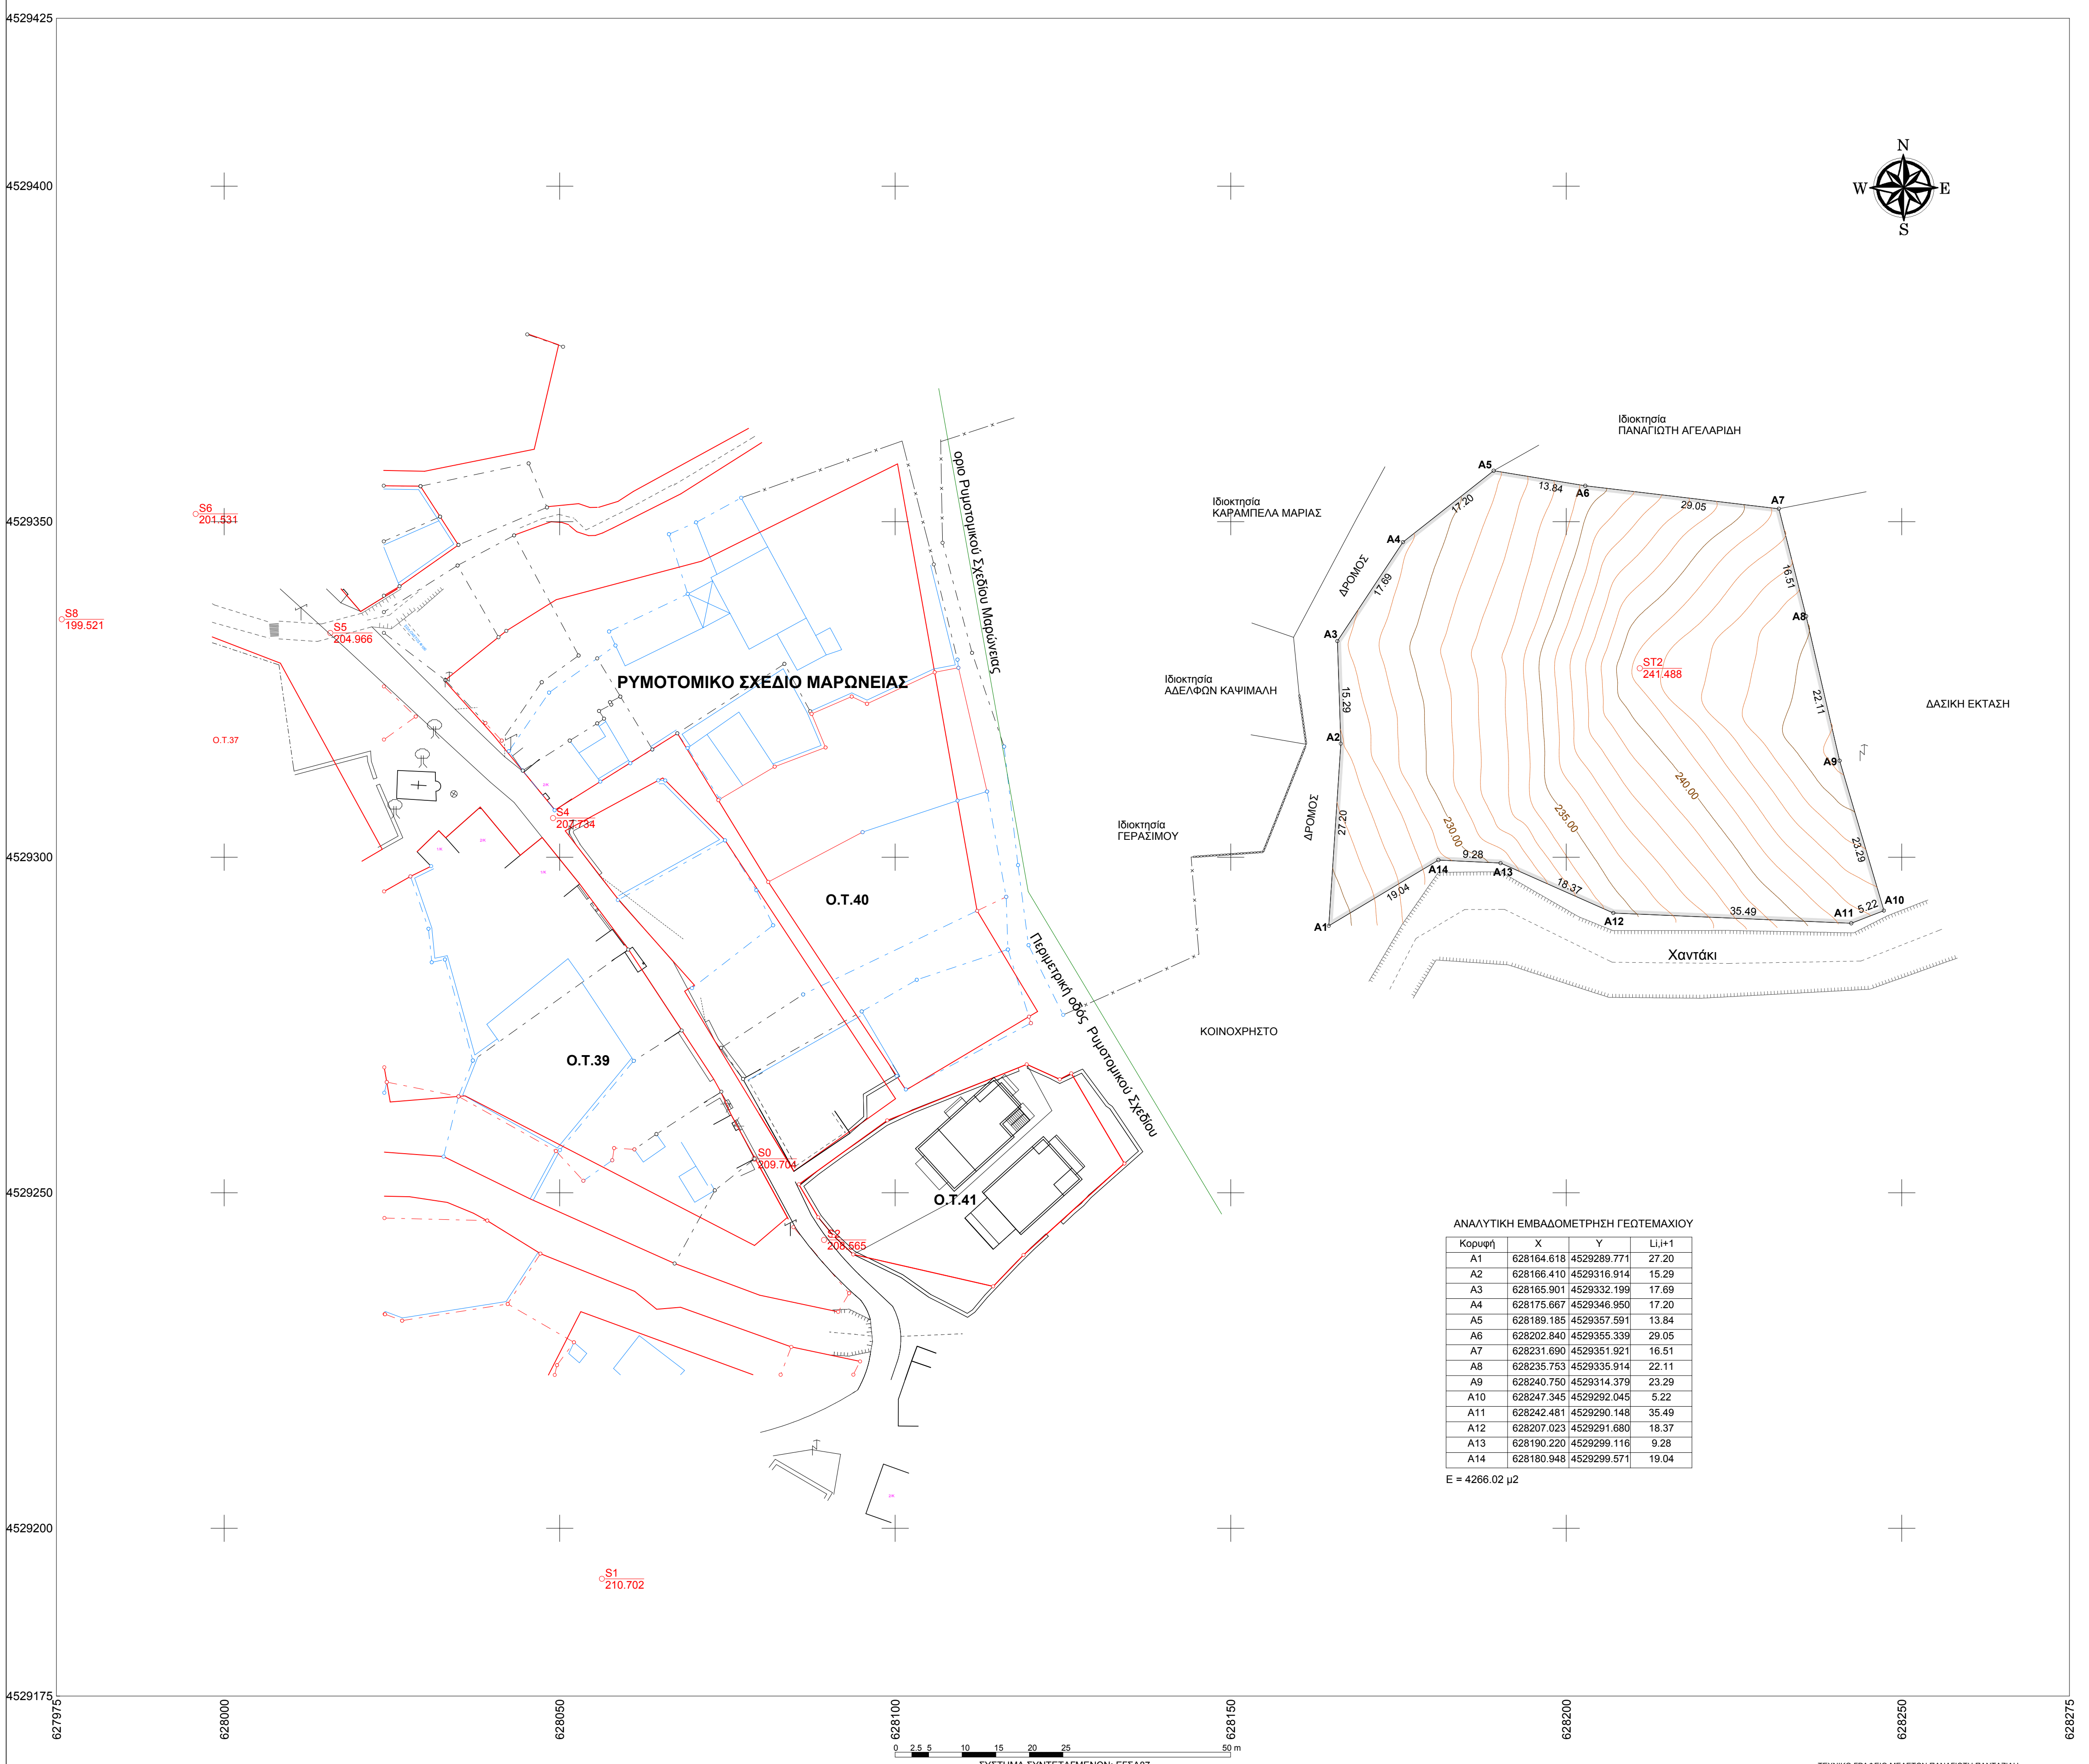 4529425
4529400
N
W E
S
Ιδιοκτησία
ΠΑΝΑΓΙΩΤΗ ΑΓΕΛΑΡΙΔΗ
οριο Ρυμοτομικού Σχεδίου Μαρώνειας
A5
13.84
A6
29.05
A7
17.20
S6
201.531
Ιδιοκτησία
ΚΑΡΑΜΠΕΛΑ ΜΑΡΙΑΣ
4529350
A4
ΔΡΟΜΟΣ
17.69
16.51
S8
199.521
S5
204.966
A8
A3
ST2
241.488
ΡΥΜΟΤΟΜΙΚΟ ΣΧΕΔΙΟ ΜΑΡΩΝΕΙΑΣ
Ιδιοκτησία
ΑΔΕΛΦΩΝ ΚΑΨΙΜΑΛΗ
15.29
22.11
ΔΑΣΙΚΗ ΕΚΤΑΣΗ
Ο.Τ.37
A2
A9
240.00
S4
207.734
Ιδιοκτησία
ΓΕΡΑΣΙΜΟΥ
ΔΡΟΜΟΣ
27.20
230.00
235.00
23.29
4529300
9.28
A14
A13
19.04
18.37
Ο.Τ.40
35.49
5.22
A10
A11
A12
A1
Χαντάκι
Περιμετρική οδός Ρυμοτομικού Σχεδίου
ΚΟΙΝΟΧΡΗΣΤΟ
Ο.Τ.39
S0
209.704
4529250
Ο.Τ.41
S2
208.565
ΑΝΑΛΥΤΙΚΗ ΕΜΒΑΔΟΜΕΤΡΗΣΗ ΓΕΩΤΕΜΑΧΙΟΥ
Κορυφή X Y Li,i+1
A1 628164.618 4529289.771 27.20
A2 628166.410 4529316.914 15.29
A3 628165.901 4529332.199 17.69
A4 628175.667 4529346.950 17.20
A5 628189.185 4529357.591 13.84
A6 628202.840 4529355.339 29.05
A7 628231.690 4529351.921 16.51
A8 628235.753 4529335.914 22.11
A9 628240.750 4529314.379 23.29
A10 628247.345 4529292.045 5.22
A11 628242.481 4529290.148 35.49
A12 628207.023 4529291.680 18.37
A13 628190.220 4529299.116 9.28
A14 628180.948 4529299.571 19.04
E = 4266.02 μ2
4529200
S1
210.702
4529175
627975 628000 628050 628100 628150 628200 628250 628275
0 2.5 5 10 15 20 25 50 m